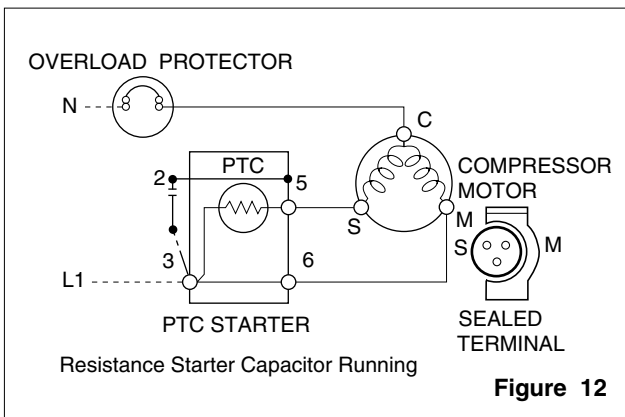 OVERLOAD PROTECTOR
N
C
PTC
2
5
COMPRESSOR
MOTOR
S
M
S
M
3
6
L1
PTC STARTER
SEALED
TERMINAL
Resistance Starter Capacitor Running
Figure 12